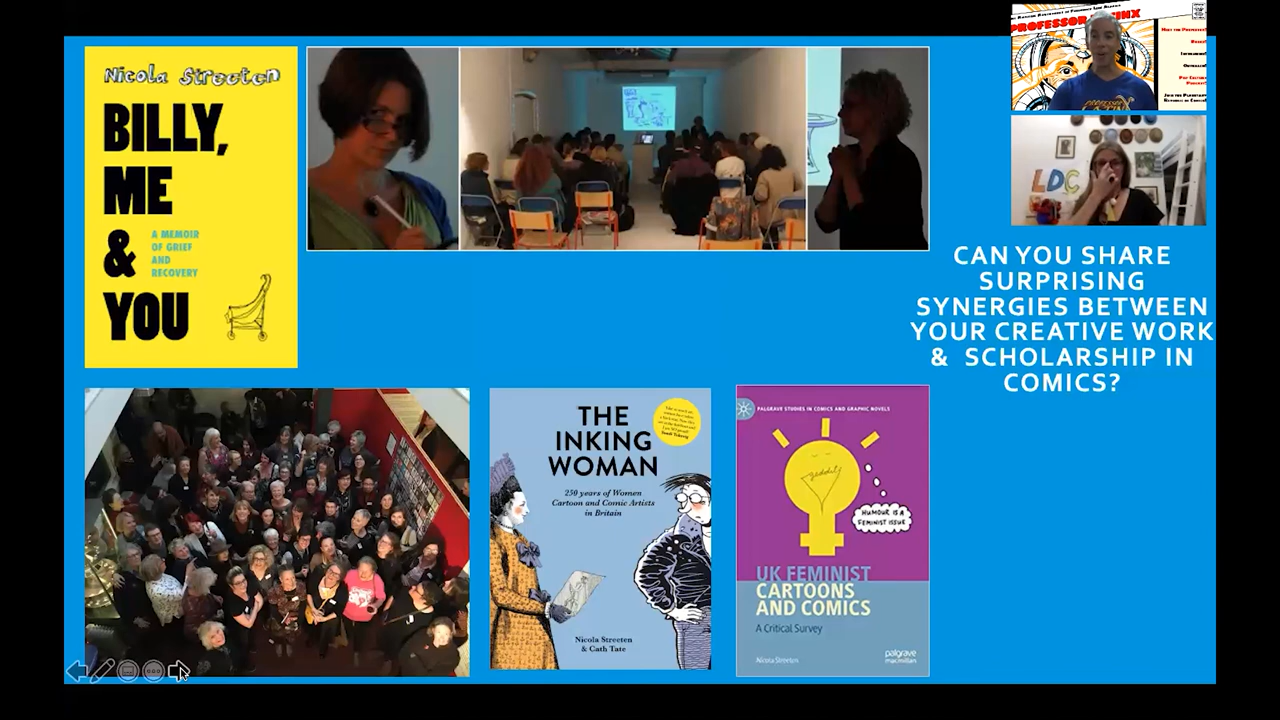 Nicola Streeten
BILLY,
ME
&
YOU
A MEMOIR
OF GRIEF
AND
RECOVERY
PROFESSOR
LDC
CAN YOU SHARE
SURPRISING
SYNERGIES BETWEEN
YOUR CREATIVE WORK
& SCHOLARSHIP IN
COMICS?
THE
INKING
WOMAN
250 years of Women
Cartoon and Comic Artists
in Britain
Nicola Streeten
& Cath Tate
PALGRAVE STUDIES IN COMICS AND GRAPHIC NOVELS
HUMOUR IS A
FEMINIST ISSUE
UK FEMINIST
CARTOONS
AND COMICS
A Critical Survey
Nicola Streeten
palgrave
macmillan